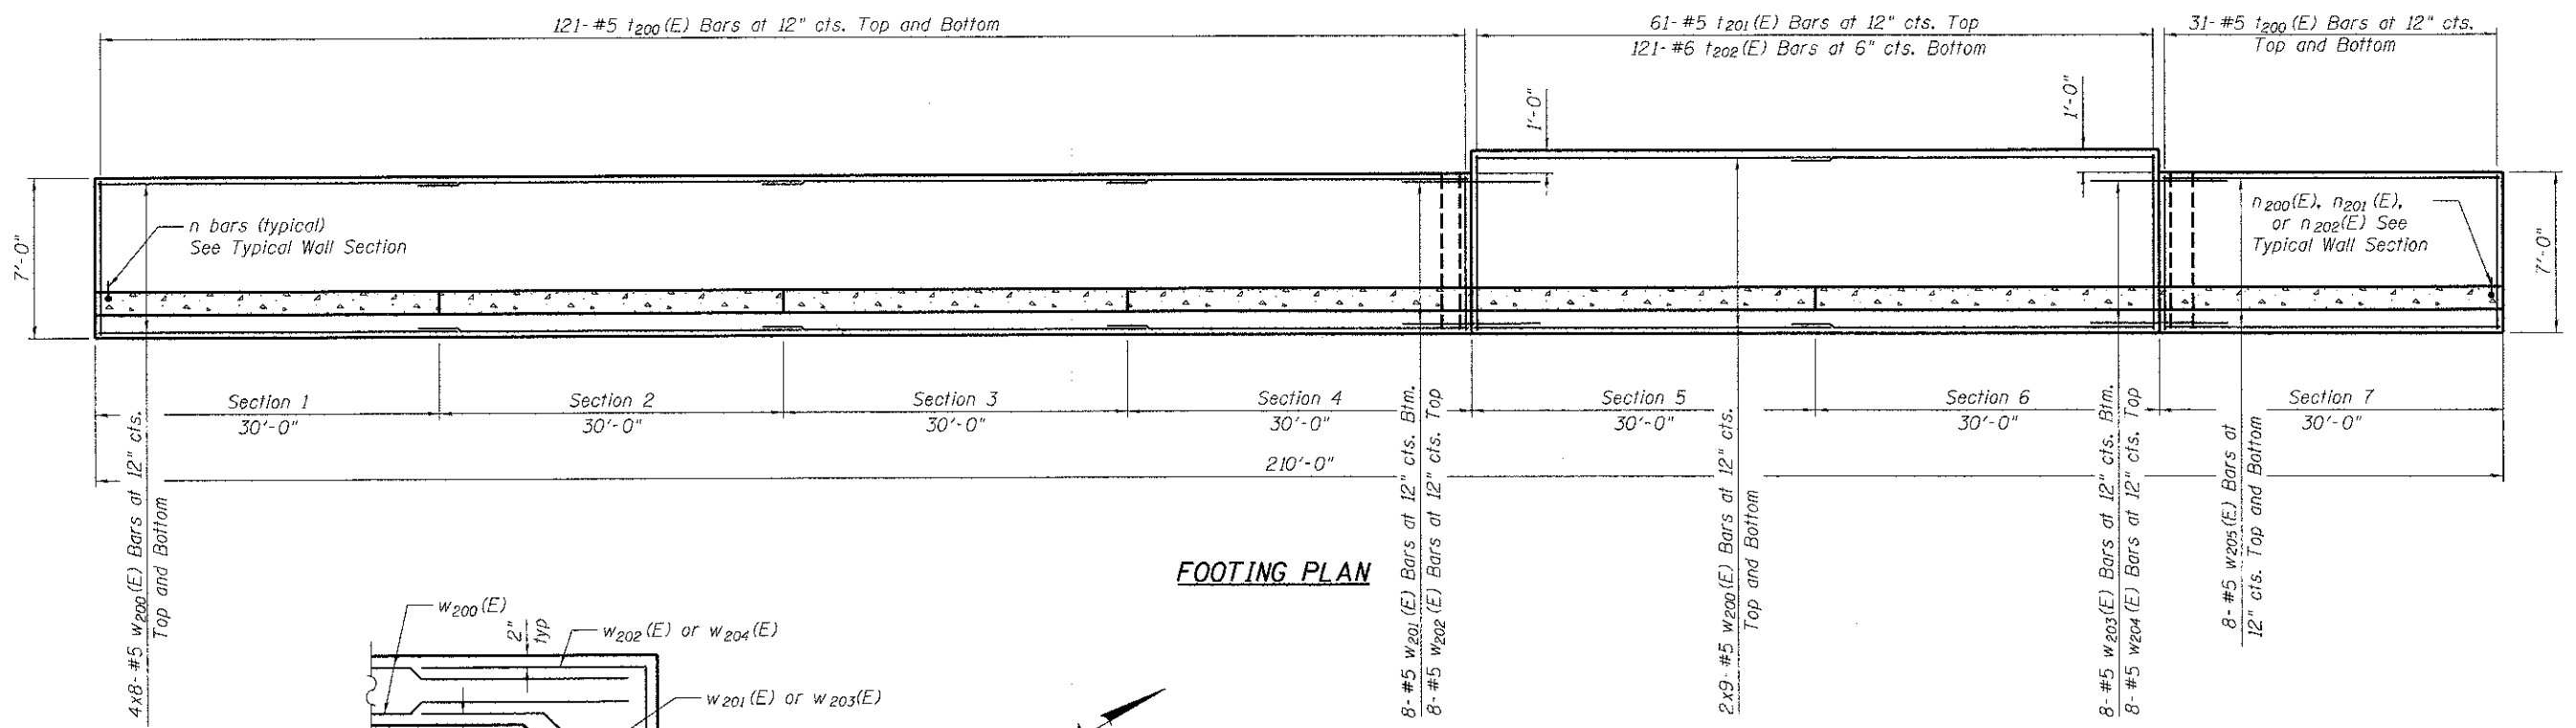 121-#5 t200(E) Bars at 12" cts. Top and Bottom
61-#5 t201(E) Bars at 12" cts. Top
121-#6 t202(E) Bars at 6" cts. Bottom
31-#5 t200(E) Bars at 12" cts.
Top and Bottom
1'-0"
1'-0"
7'-0"
n bars (typical)
See Typical Wall Section
n200(E), n201(E),
or n202(E) See
Typical Wall Section
7'-0"
Section 1
30'-0"
Section 2
30'-0"
Section 3
30'-0"
Section 4
30'-0"
Section 5
30'-0"
Section 6
30'-0"
Section 7
30'-0"
210'-0"
4x8-#5 w200(E) Bars at 12" cts.
Top and Bottom
8-#5 w201(E) Bars at 12" cts. Btm.
8-#5 w202(E) Bars at 12" cts. Top
2x9-#5 w200(E) Bars at 12" cts.
Top and Bottom
8-#5 w203(E) Bars at 12" cts. Btm.
8-#5 w204(E) Bars at 12" cts. Top
8-#5 w205(E) Bars at
12" cts. Top and Bottom
FOOTING PLAN
w200(E)
2"
typ
w202(E) or w204(E)
w201(E) or w203(E)